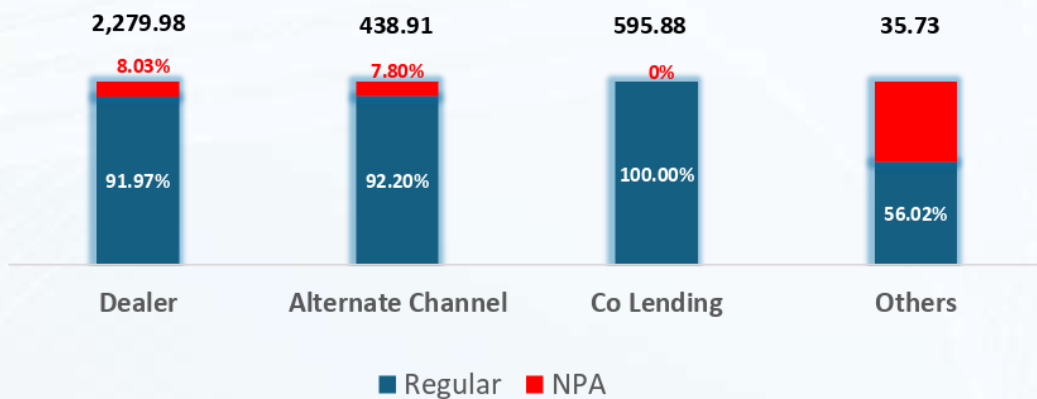 2,279.98 438.91 595.88 35.73
8.03% 7.80% 0%
91.97% 92.20% 100.00% 56.02%
Dealer Alternate Channel Co Lending Others
Regular NPA